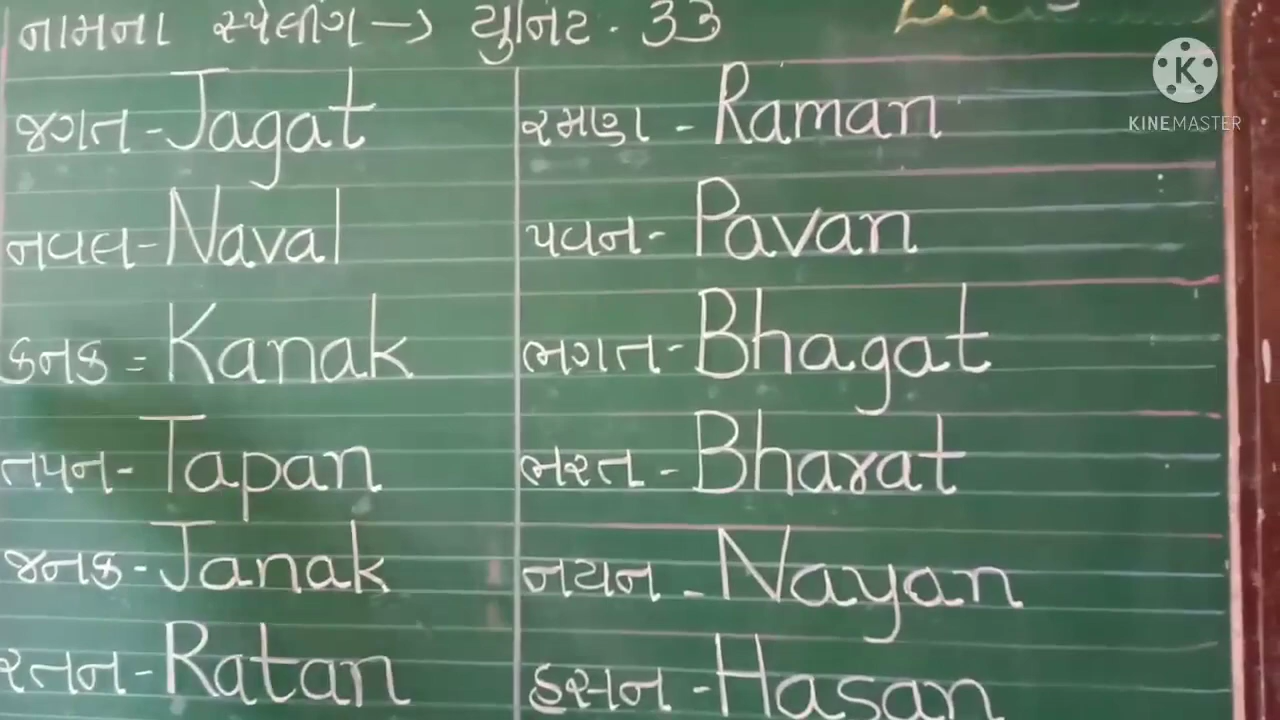 નામના સ્પેલીંગ → યુનિટ - 33
જગત - Jagat
નવલ - Naval
કનક = Kanak
તપન - Tapan
જનક - Janak
રતન - Ratan
રમણ - Raman
પવન - Pavan
ભગત - Bhagat
ભરત - Bharat
નયન - Nayan
હસન - Hasan
K
KINEMASTER